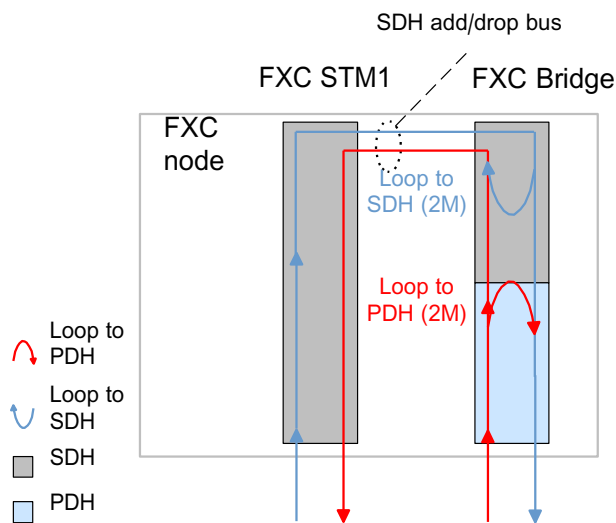 SDH add/drop bus
FXC STM1
FXC Bridge
FXC
node
Loop to
SDH (2M)
Loop to
PDH (2M)
Loop to
PDH
Loop to
SDH
SDH
PDH